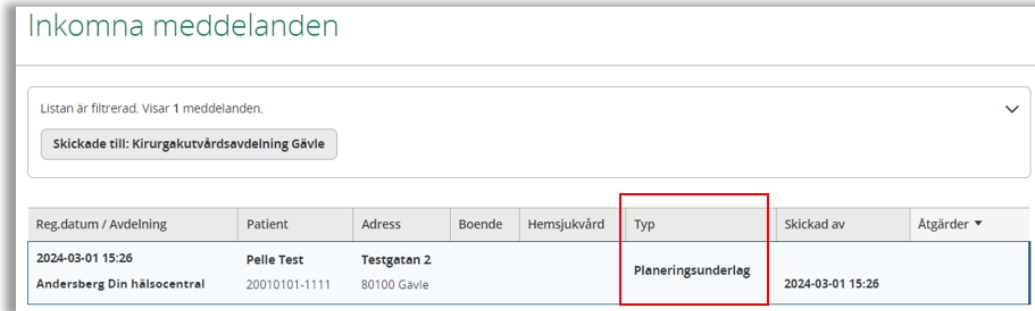 Inkomna meddelanden
Listan är filtrerad. Visar 1 meddelanden.
Skickade till: Kirurgakutvårdsavdelning Gävle
Reg.datum / Avdelning Patient Adress Boende Hemsjukvård Typ Skickad av Åtgärder ▼
2024-03-01 15:26 Pelle Test Testgatan 2
Planeringsunderlag
Andersberg Din hälsocentral 20010101-1111 80100 Gävle 2024-03-01 15:26